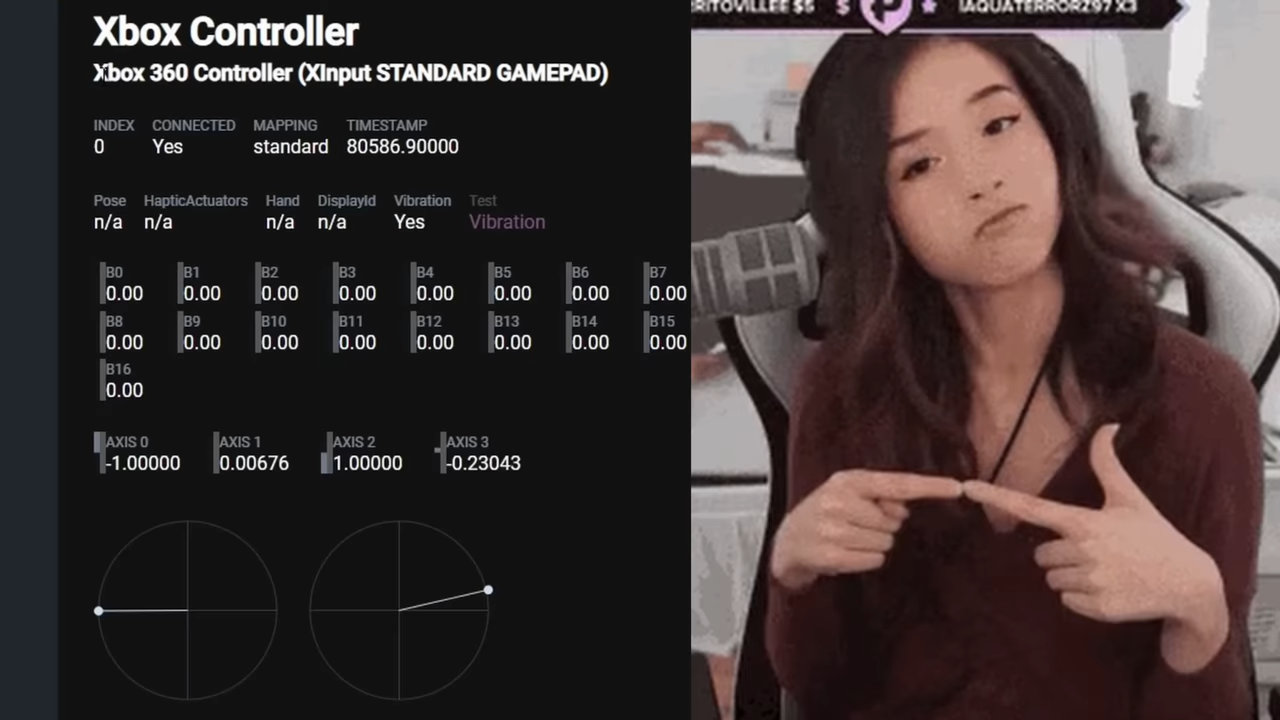 Xbox Controller
Xbox 360 Controller (XInput STANDARD GAMEPAD)
INDEX CONNECTED MAPPING TIMESTAMP
0 Yes standard 80586.90000
Pose HapticActuators Hand DisplayId Vibration Test
n/a n/a n/a n/a Yes Vibration
B0 B1 B2 B3 B4 B5 B6 B7
0.00 0.00 0.00 0.00 0.00 0.00 0.00 0.00
B8 B9 B10 B11 B12 B13 B14 B15
0.00 0.00 0.00 0.00 0.00 0.00 0.00 0.00
B16
0.00
AXIS 0 AXIS 1 AXIS 2 AXIS 3
-1.00000 0.00676 1.00000 -0.23043
RITOVILLEE $5 $ P IAQUATERRORZ97 X3